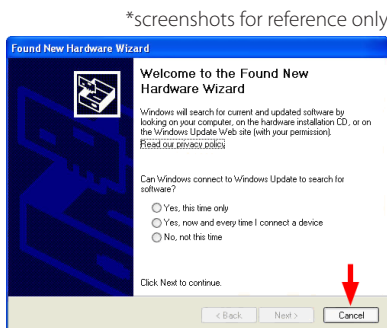 *screenshots for reference only
Found New Hardware Wizard
Welcome to the Found New
Hardware Wizard
Windows will search for current and updated software by
looking on your computer, on the hardware installation CD, or on
the Windows Update Web site (with your permission).
Read our privacy policy
Can Windows connect to Windows Update to search for
software?
Yes, this time only
Yes, now and every time I connect a device
No, not this time
Click Next to continue.
< Back
Next >
Cancel